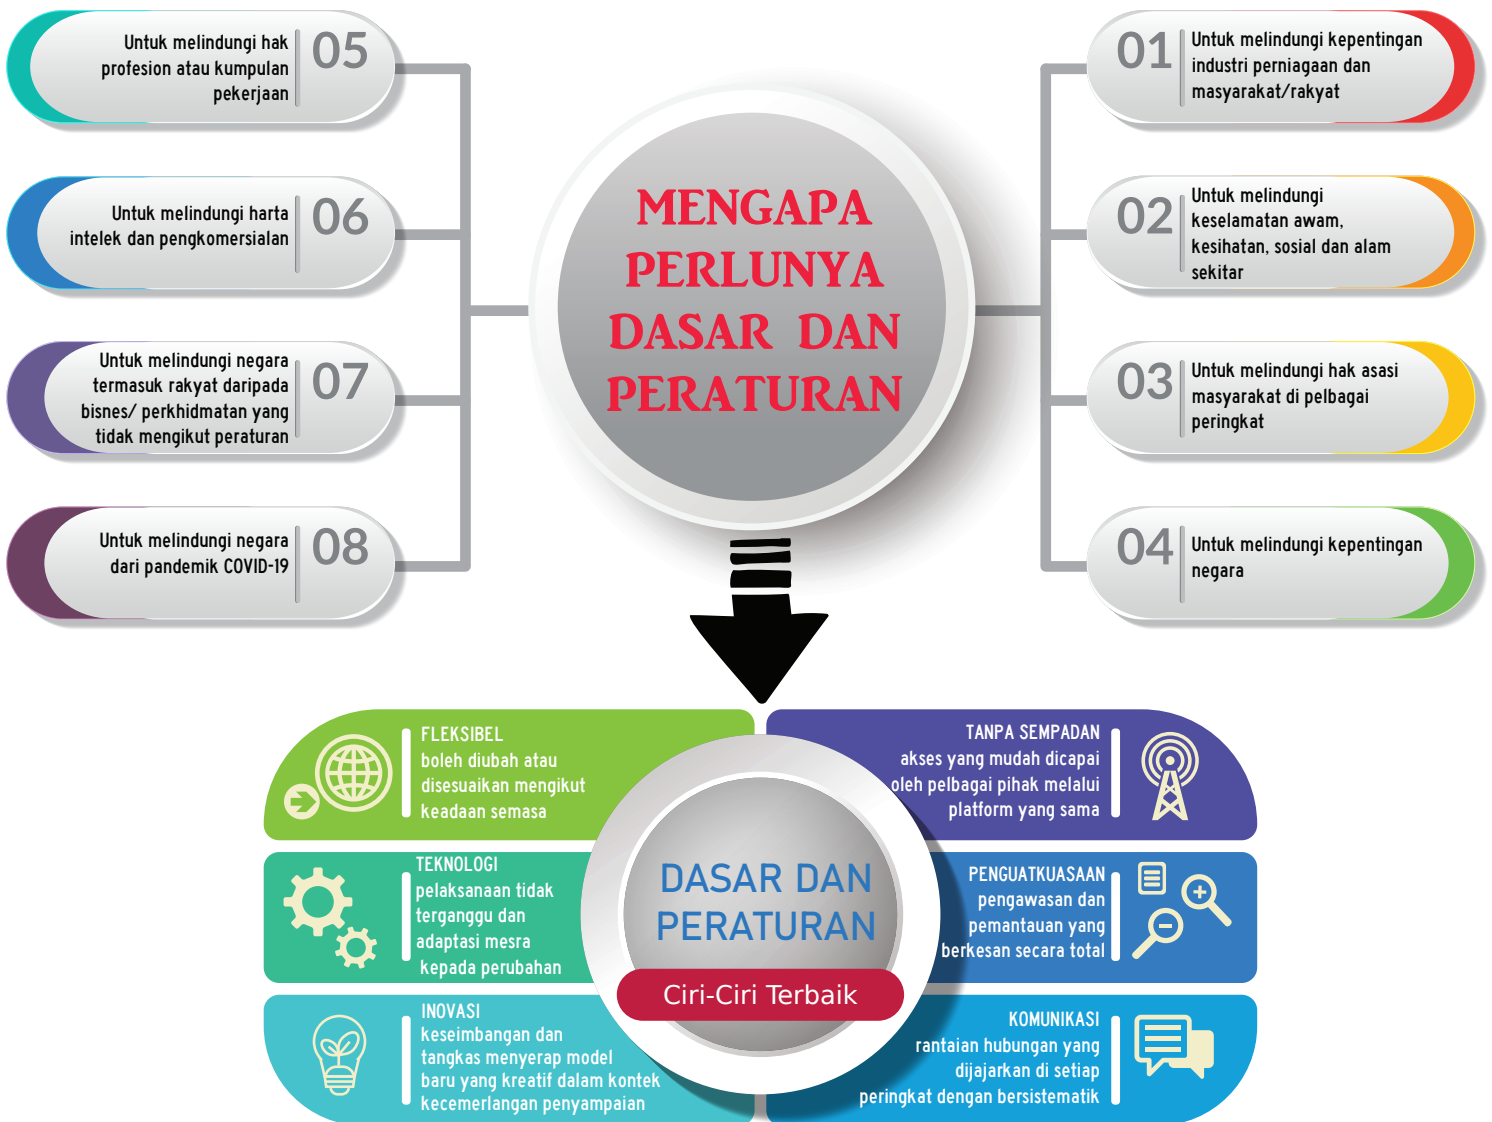 MENGAPA
PERLUNYA
DASAR DAN
PERATURAN
01
Untuk melindungi kepentingan
industri perniagaan dan
masyarakat/rakyat
02
Untuk melindungi
keselamatan awam,
kesihatan, sosial dan alam
sekitar
03
Untuk melindungi hak asasi
masyarakat di pelbagai
peringkat
04
Untuk melindungi kepentingan
negara
05
Untuk melindungi hak
profesion atau kumpulan
pekerjaan
06
Untuk melindungi harta
intelek dan pengkomersialan
07
Untuk melindungi negara
termasuk rakyat daripada
bisnes/ perkhidmatan yang
tidak mengikut peraturan
08
Untuk melindungi negara
dari pandemik COVID-19
DASAR DAN
PERATURAN
Ciri-Ciri Terbaik
FLEKSIBEL
boleh diubah atau
disesuaikan mengikut
keadaan semasa
TEKNOLOGI
pelaksanaan tidak
terganggu dan
adaptasi mesra
kepada perubahan
INOVASI
keseimbangan dan
tangkas menyerap model
baru yang kreatif dalam kontek
kecemerlangan penyampaian
TANPA SEMPADAN
akses yang mudah dicapai
oleh pelbagai pihak melalui
platform yang sama
PENGUATKUASAAN
pengawasan dan
pemantauan yang
berkesan secara total
KOMUNIKASI
rantaian hubungan yang
dijajarkan di setiap
peringkat dengan bersistematik